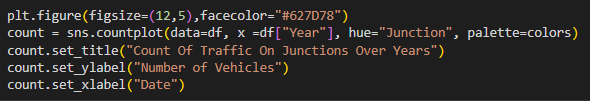 plt.figure(figsize=(12,5),facecolor="#627D78")
count = sns.countplot(data=df, x =df["Year"], hue="Junction", palette=colors)
count.set_title("Count Of Traffic On Junctions Over Years")
count.set_ylabel("Number of Vehicles")
count.set_xlabel("Date")